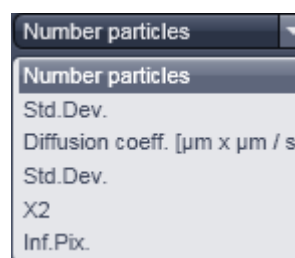 Number particles
Number particles
Std.Dev.
Diffusion coeff. [µm x µm / s
Std.Dev.
X2
Inf.Pix.